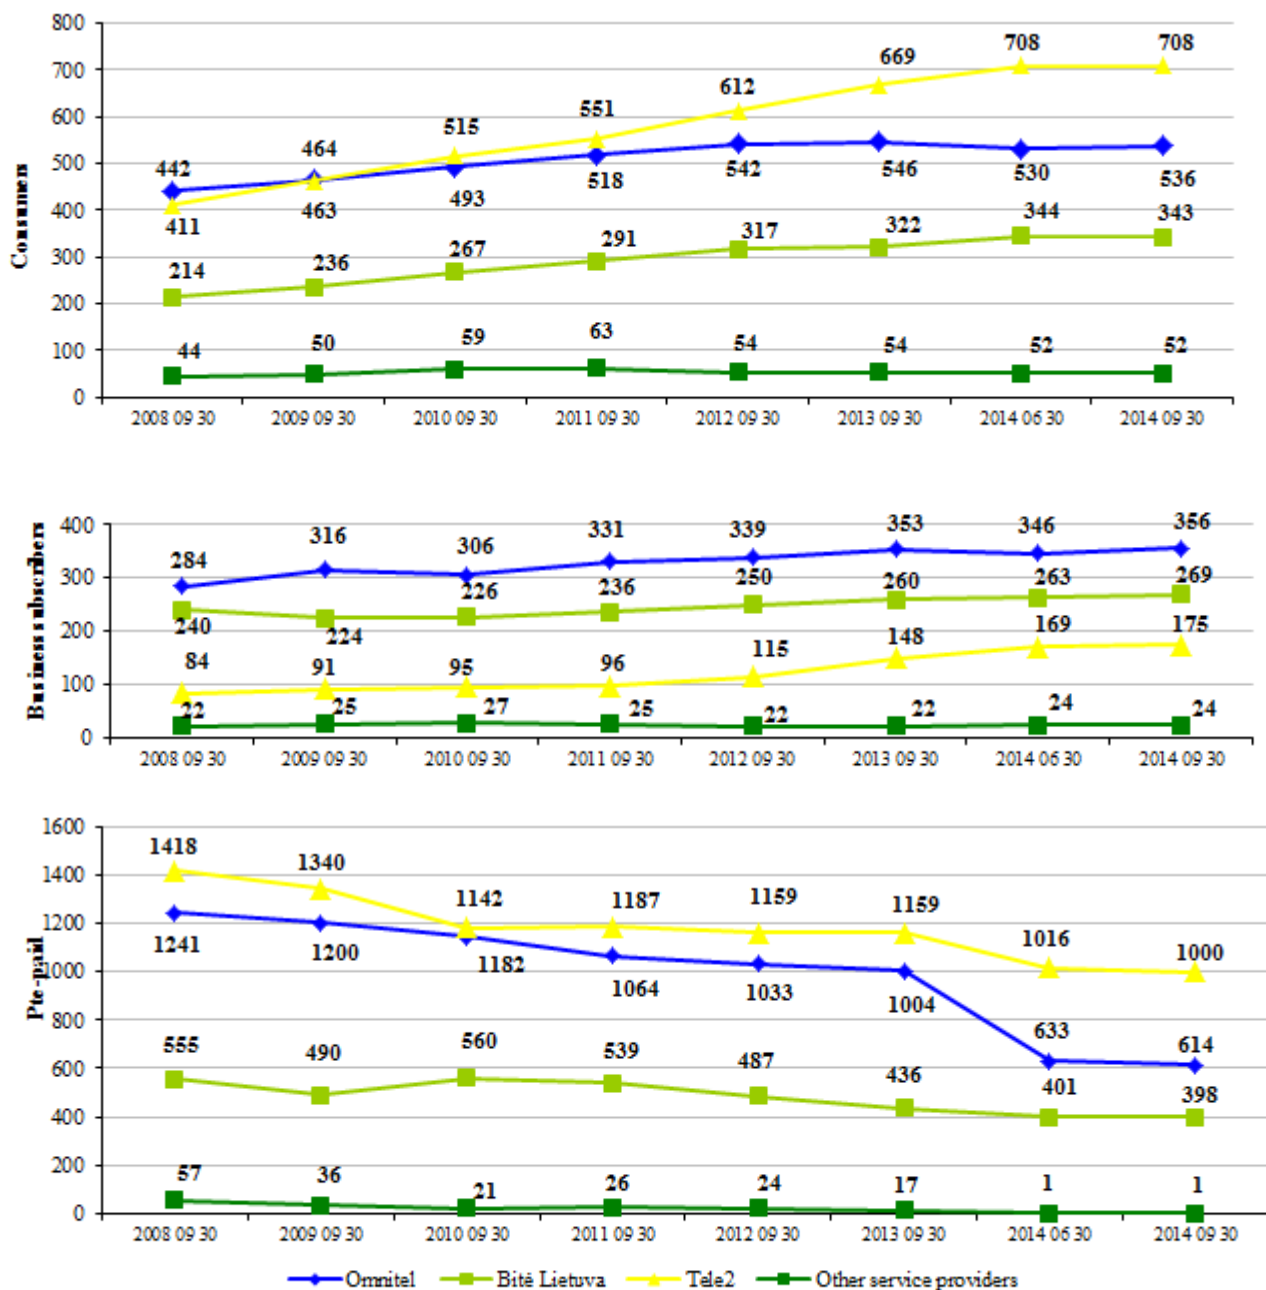 800
700
600
500
400
300
200
100
0
Consumers
442 464 515 551 612 669 708 708
411 463 493 518 542 546 530 536
214 236 267 291 317 322 344 343
44 50 59 63 54 54 52 52
2008 09 30 2009 09 30 2010 09 30 2011 09 30 2012 09 30 2013 09 30 2014 06 30 2014 09 30
400
300
200
100
0
Business subscribers
284 316 306 331 339 353 346 356
240 224 226 236 250 260 263 269
84 91 95 96 115 148 169 175
22 25 27 25 22 22 24 24
2008 09 30 2009 09 30 2010 09 30 2011 09 30 2012 09 30 2013 09 30 2014 06 30 2014 09 30
1600
1400
1200
1000
800
600
400
200
0
Pte-paid
1418 1340 1142 1187 1159 1159 1016 1000
1241 1200 1182 1064 1033 1004 633 614
555 490 560 539 487 436 401 398
57 36 21 26 24 17 1 1
2008 09 30 2009 09 30 2010 09 30 2011 09 30 2012 09 30 2013 09 30 2014 06 30 2014 09 30
Omnitel Bitė Lietuva Tele2 Other service providers